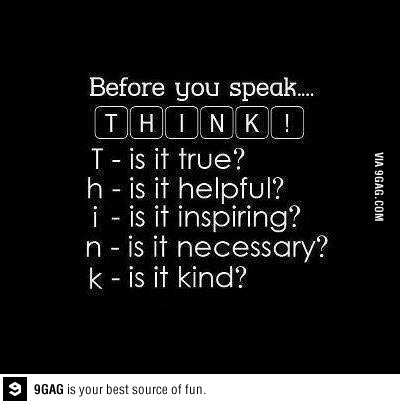 Before you speak....
THINK!
T - is it true?
h - is it helpful?
i - is it inspiring?
n - is it necessary?
k - is it kind?
VIA 9GAG.COM
9GAG is your best source of fun.